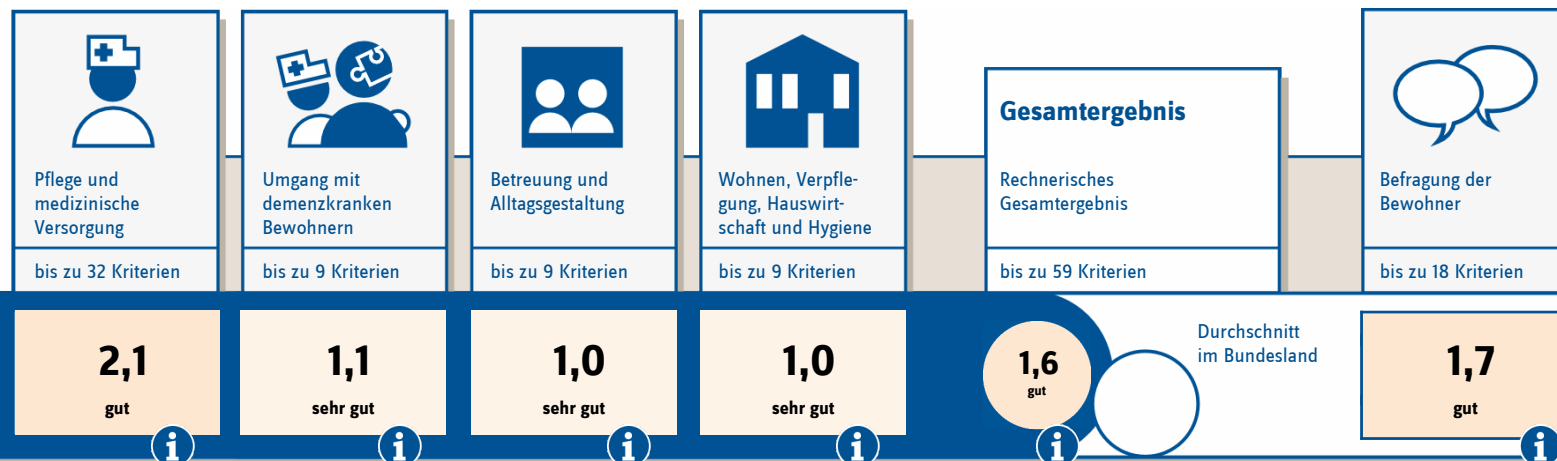 Pflege und
medizinische
Versorgung
bis zu 32 Kriterien
2,1
gut
i
Umgang mit
demenzkranken
Bewohnern
bis zu 9 Kriterien
1,1
sehr gut
i
Betreuung und
Alltagsgestaltung
bis zu 9 Kriterien
1,0
sehr gut
i
Wohnen, Verpfle-
gung, Hauswirt-
schaft und Hygiene
bis zu 9 Kriterien
1,0
sehr gut
i
Gesamtergebnis
Rechnerisches
Gesamtergebnis
bis zu 59 Kriterien
1,6
gut
i
Durchschnitt
im Bundesland
Befragung der
Bewohner
bis zu 18 Kriterien
1,7
gut
i